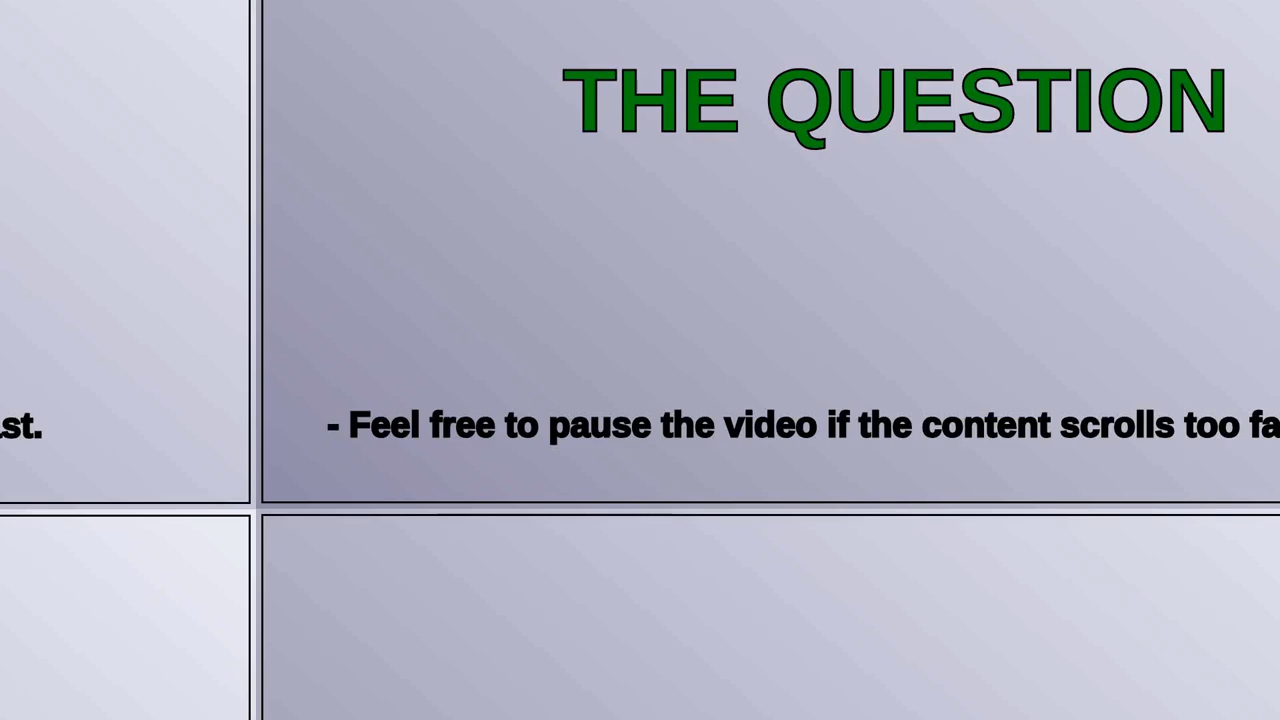 THE QUESTION
st.
- Feel free to pause the video if the content scrolls too fa